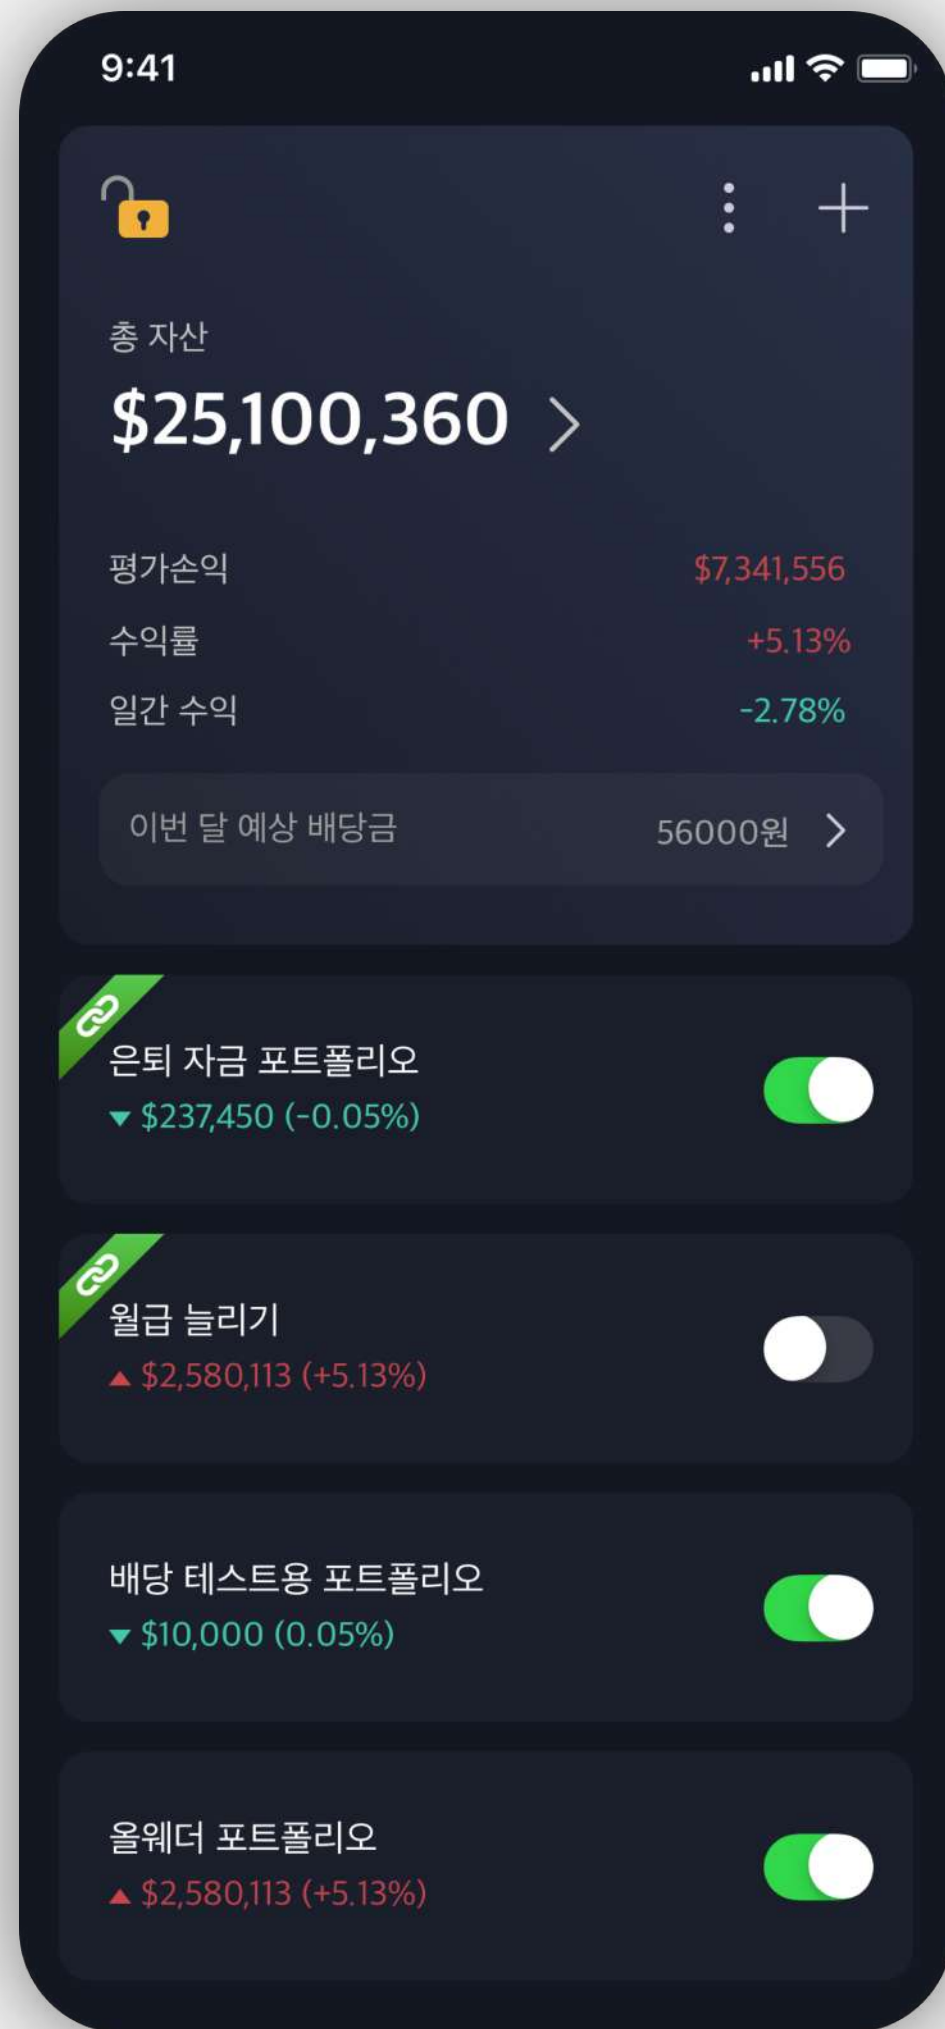 9:41
총 자산
$25,100,360
평가손익 $7,341,556
수익률 +5.13%
일간 수익 -2.78%
이번 달 예상 배당금 56000원
은퇴 자금 포트폴리오
▼ $237,450 (-0.05%)
월급 늘리기
▲ $2,580,113 (+5.13%)
배당 테스트용 포트폴리오
▼ $10,000 (0.05%)
올웨더 포트폴리오
▲ $2,580,113 (+5.13%)